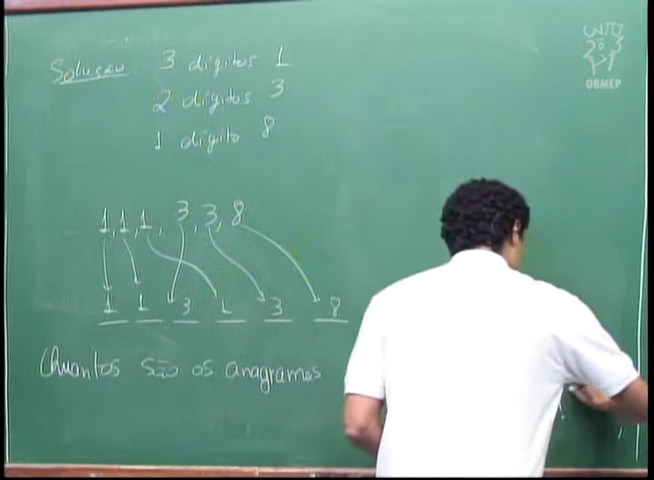 Solução 3 dígitos 1
2 dígitos 3
1 dígito 8
1, 1, 1, 3, 3, 8
1 1 3 1 3 8
Quantos são os anagramas
OBMEP